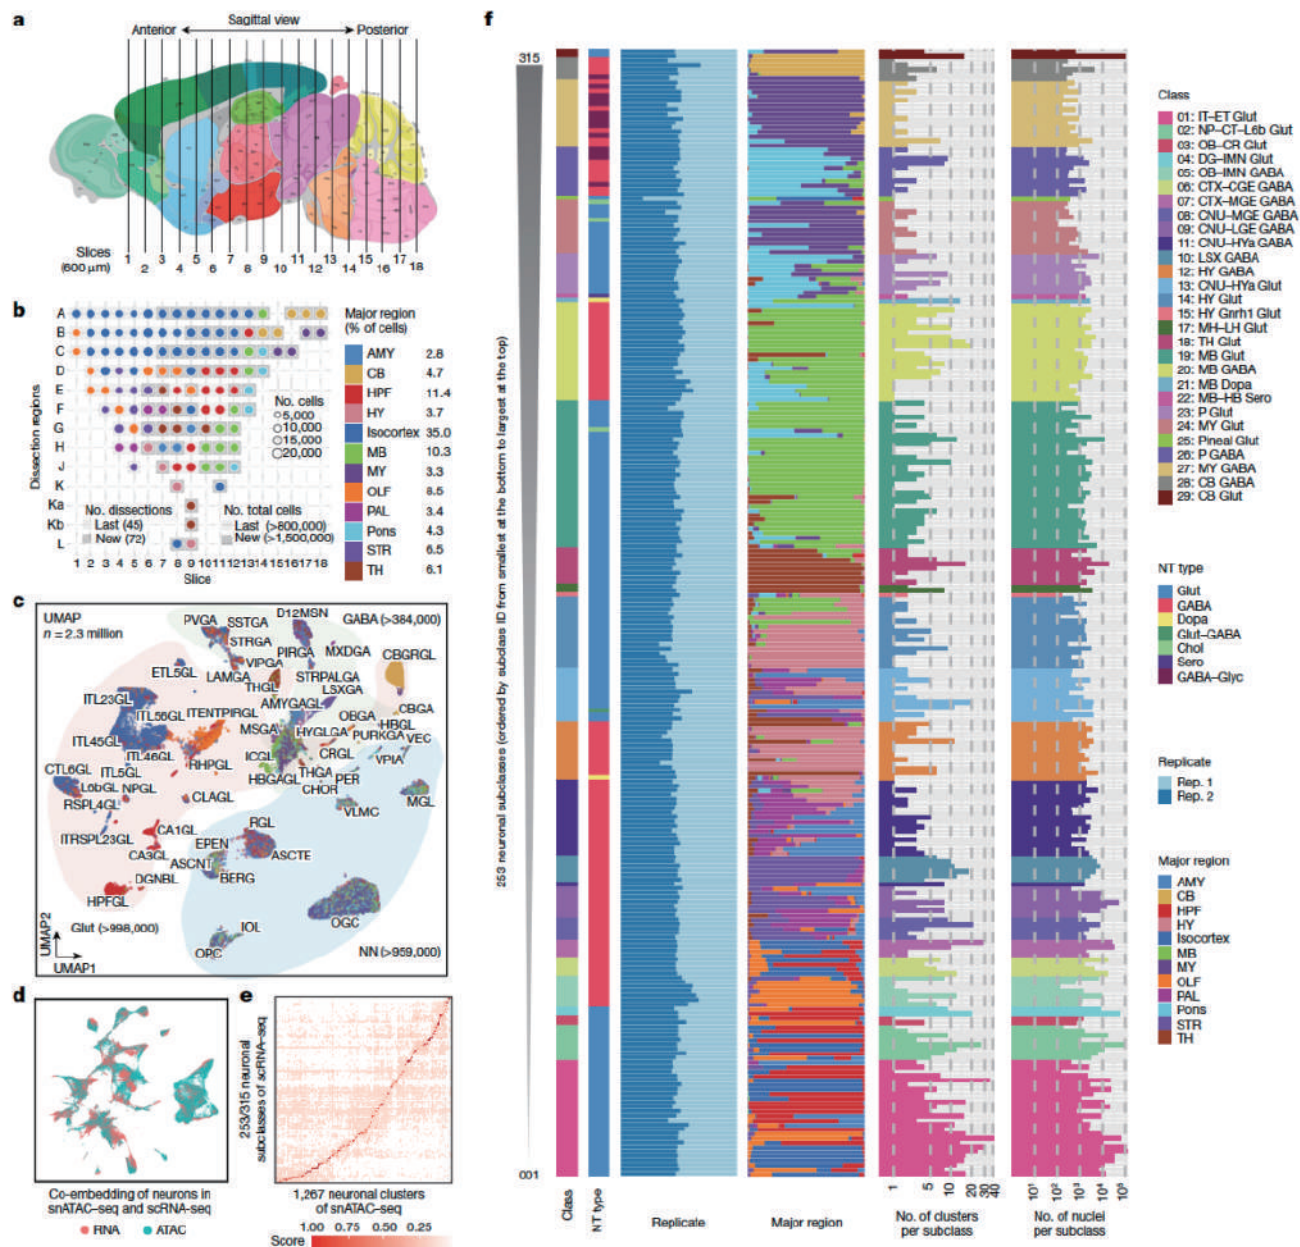 a
Sagittal view
Anterior
Posterior
Slices
(600 μm)
1 2 3 4 5 6 7 8 9 10 11 12 13 14 15 16 17 18
b
Dissection regions
A
B
C
D
E
F
G
H
J
K
Ka
Kb
L
No. cells
5,000
10,000
15,000
20,000
No. dissections
Last (45)
New (72)
No. total cells
Last (>800,000)
New (>1,500,000)
1 2 3 4 5 6 7 8 9 10 11 12 13 14 15 16 17 18
Slice
Major region
(% of cells)
AMY 2.8
CB 4.7
HPF 11.4
HY 3.7
Isocortex 35.0
MB 10.3
MY 3.3
OLF 8.5
PAL 3.4
Pons 4.3
STR 6.5
TH 6.1
c
UMAP
n = 2.3 million
GABA (>364,000)
D12MSN
PVGA
SSTGA
STRGA
PIRGA
MXDGA
VIPGA
CBGRGL
ETL5GL
LAMGA
THGL
STRPALGA
LSXGA
ITL23GL
AMYGAGL
CBGA
ITL56GL
ITENTPIRGL
OBGA
HBGL
MSGA
HYGLGA
PURKGA
VEC
ITL45GL
ITL46GL
ICGL
CRGL
VPIA
RHPGL
THGA
PER
CTL6GL
ITL5GL
HBGAGL
CHOR
L6bGL
NPGL
CLAGL
MGL
RSPL4GL
VLMC
ITRSPL23GL
CA1GL
RGL
EPEN
CA3GL
ASCNT
ASCTE
DGNBL
BERG
HPFGL
OGC
IOL
OPC
Glut (>998,000)
NN (>959,000)
UMAP2
UMAP1
d
Co-embedding of neurons in
snATAC-seq and scRNA-seq
RNA
ATAC
e
253/315 neuronal
subclasses of scRNA-seq
1,267 neuronal clusters
of snATAC-seq
1.00 0.75 0.50 0.25
Score
f
315
253 neuronal subclasses (ordered by subclass ID from smallest at the bottom to largest at the top)
001
Class
NT type
Replicate
Major region
1 5 10 20 30 40
No. of clusters
per subclass
10¹ 10² 10³ 10⁴ 10⁵
No. of nuclei
per subclass
Class
01: IT–ET Glut
02: NP–CT–L6b Glut
03: OB–CR Glut
04: DG–IMN Glut
05: OB–IMN GABA
06: CTX–CGE GABA
07: CTX–MGE GABA
08: CNU–MGE GABA
09: CNU–LGE GABA
11: CNU–HYa GABA
10: LSX GABA
12: HY GABA
13: CNU–HYa Glut
14: HY Glut
15: HY Gnrh1 Glut
17: MH–LH Glut
18: TH Glut
19: MB Glut
20: MB GABA
21: MB Dopa
22: MB–HB Sero
23: P Glut
24: MY Glut
25: Pineal Glut
26: P GABA
27: MY GABA
28: CB GABA
29: CB Glut
NT type
Glut
GABA
Dopa
Glut–GABA
Chol
Sero
GABA–Glyc
Replicate
Rep. 1
Rep. 2
Major region
AMY
CB
HPF
HY
Isocortex
MB
MY
OLF
PAL
Pons
STR
TH